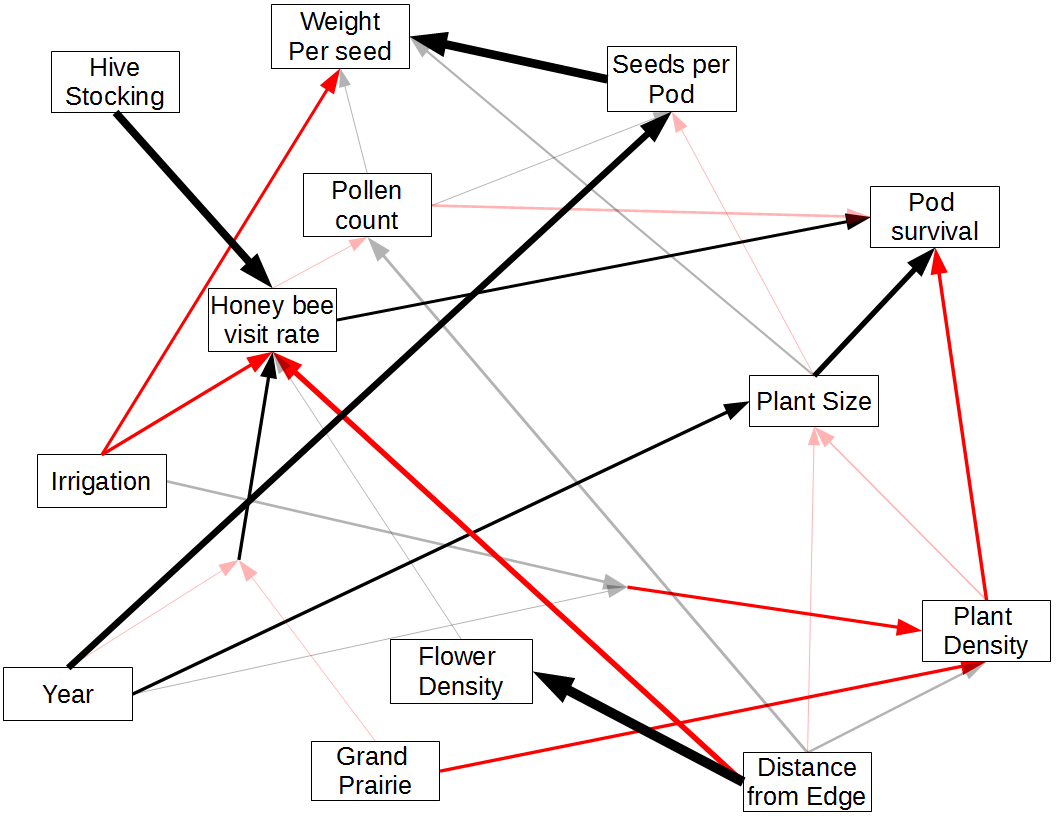 Weight
Per seed
Hive
Stocking
Seeds per
Pod
Pollen
count
Pod
survival
Honey bee
visit rate
Plant Size
Irrigation
Plant
Density
Flower
Density
Year
Grand
Prairie
Distance
from Edge